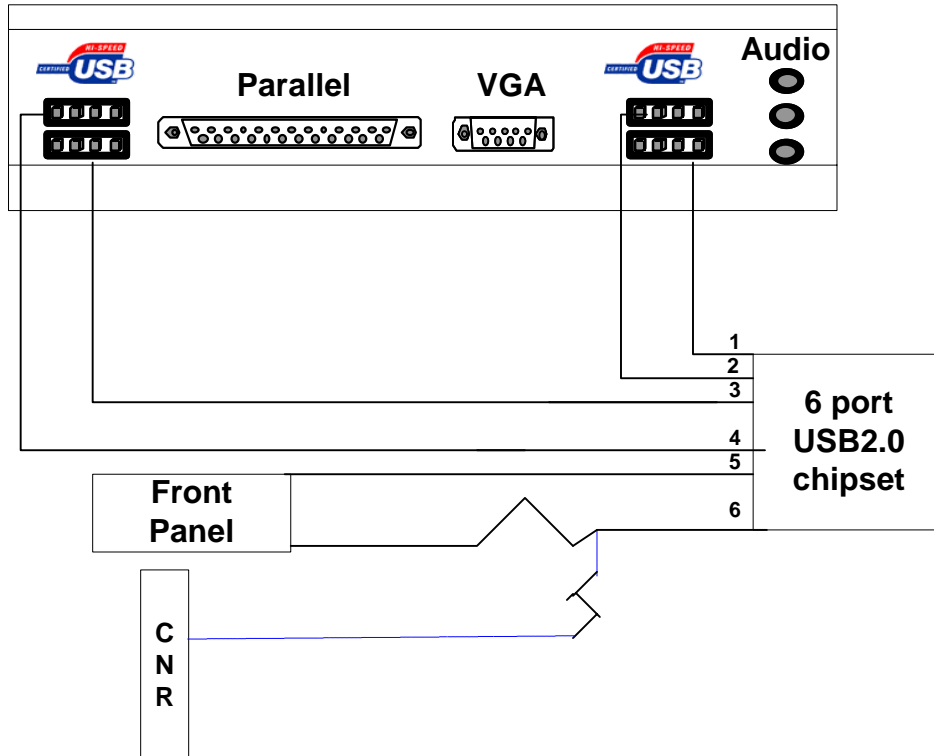 HI-SPEED
CERTIFIED USB
Parallel
VGA
HI-SPEED
CERTIFIED USB
Audio
1
2
3
4
5
6
6 port
USB2.0
chipset
Front
Panel
C
N
R